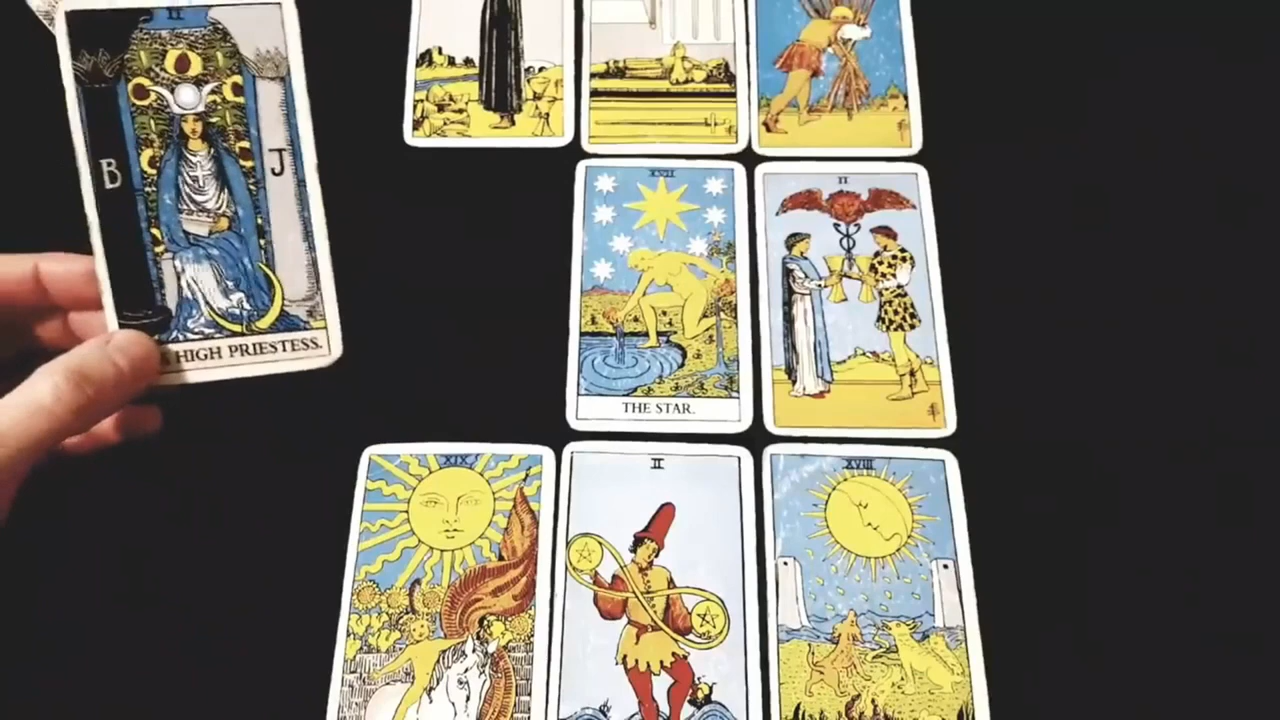 II
B
J
HIGH PRIESTESS.
XVII
THE STAR.
II
XIX
II
XVIII